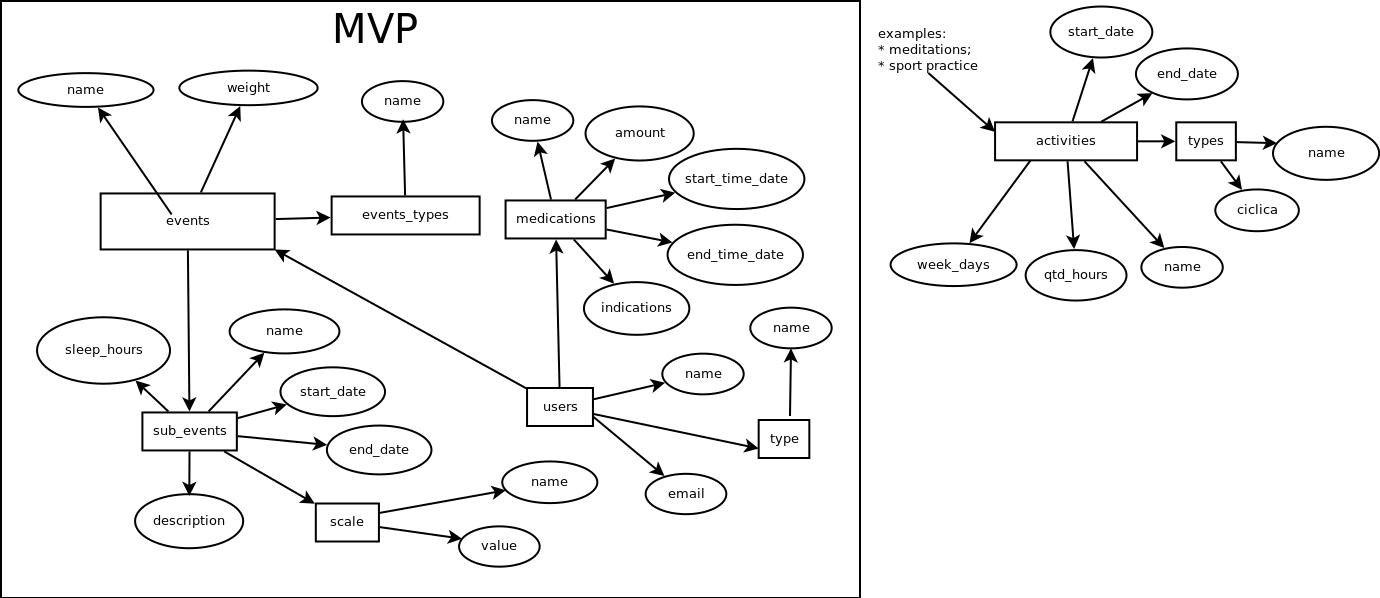 MVP
name
weight
name
events
events_types
name
amount
start_time_date
medications
end_time_date
indications
sleep_hours
name
start_date
sub_events
end_date
description
scale
name
value
users
name
type
name
email
examples:
* meditations;
* sport practice
start_date
end_date
activities
types
name
ciclica
week_days
qtd_hours
name